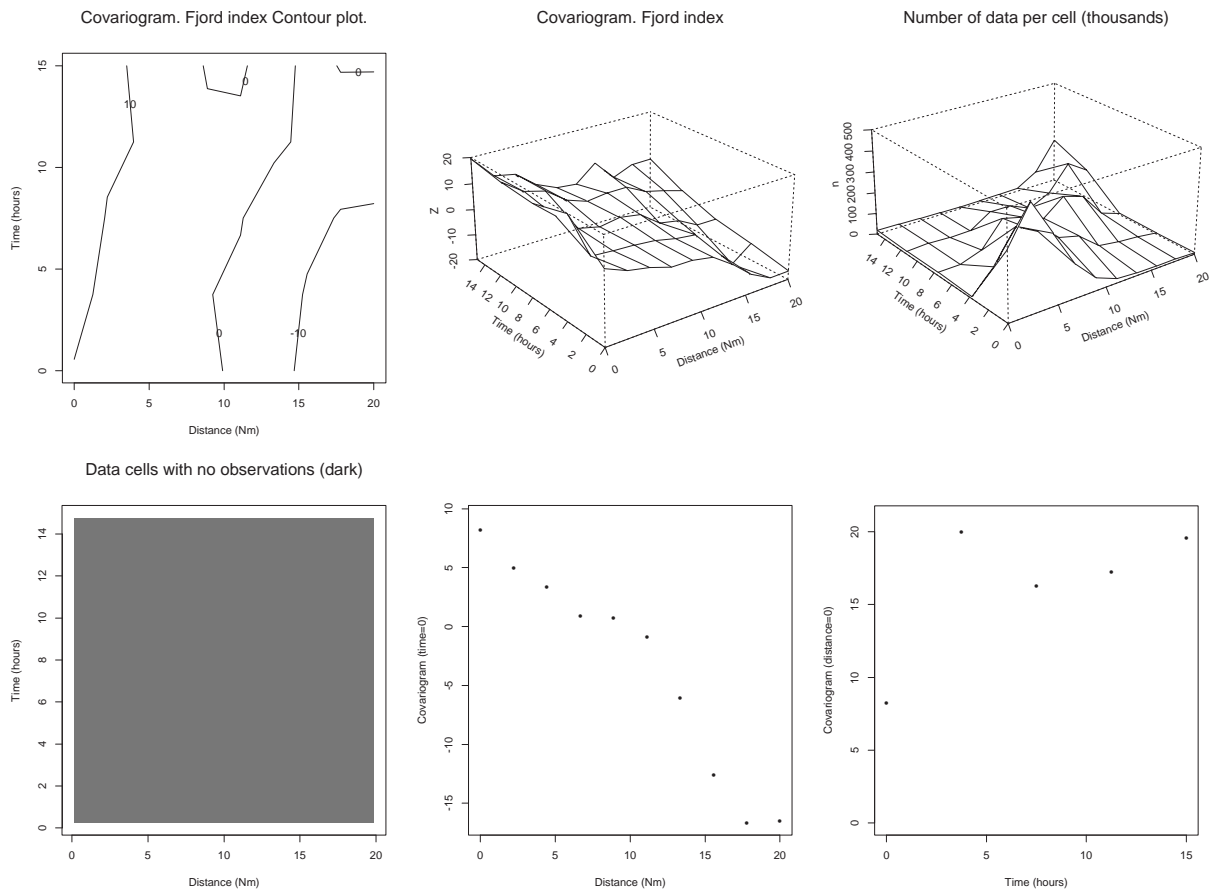 Covariogram. Fjord index Contour plot.
Time (hours)
15
10
5
0
10
0
0
0
-10
0 5 10 15 20
Distance (Nm)
Covariogram. Fjord index
Z
20
10
0
-10
-20
14 12 10 8 6 4 2 0
Time (hours)
0 5 10 15 20
Distance (Nm)
Number of data per cell (thousands)
n
0 100 200 300 400 500
14 12 10 8 6 4 2 0
Time (hours)
0 5 10 15 20
Distance (Nm)
Data cells with no observations (dark)
Time (hours)
14
12
10
8
6
4
2
0
0 5 10 15 20
Distance (Nm)
Covariogram (time=0)
10
5
0
-5
-10
-15
0 5 10 15 20
Distance (Nm)
Covariogram (distance=0)
20
15
10
5
0
0 5 10 15
Time (hours)